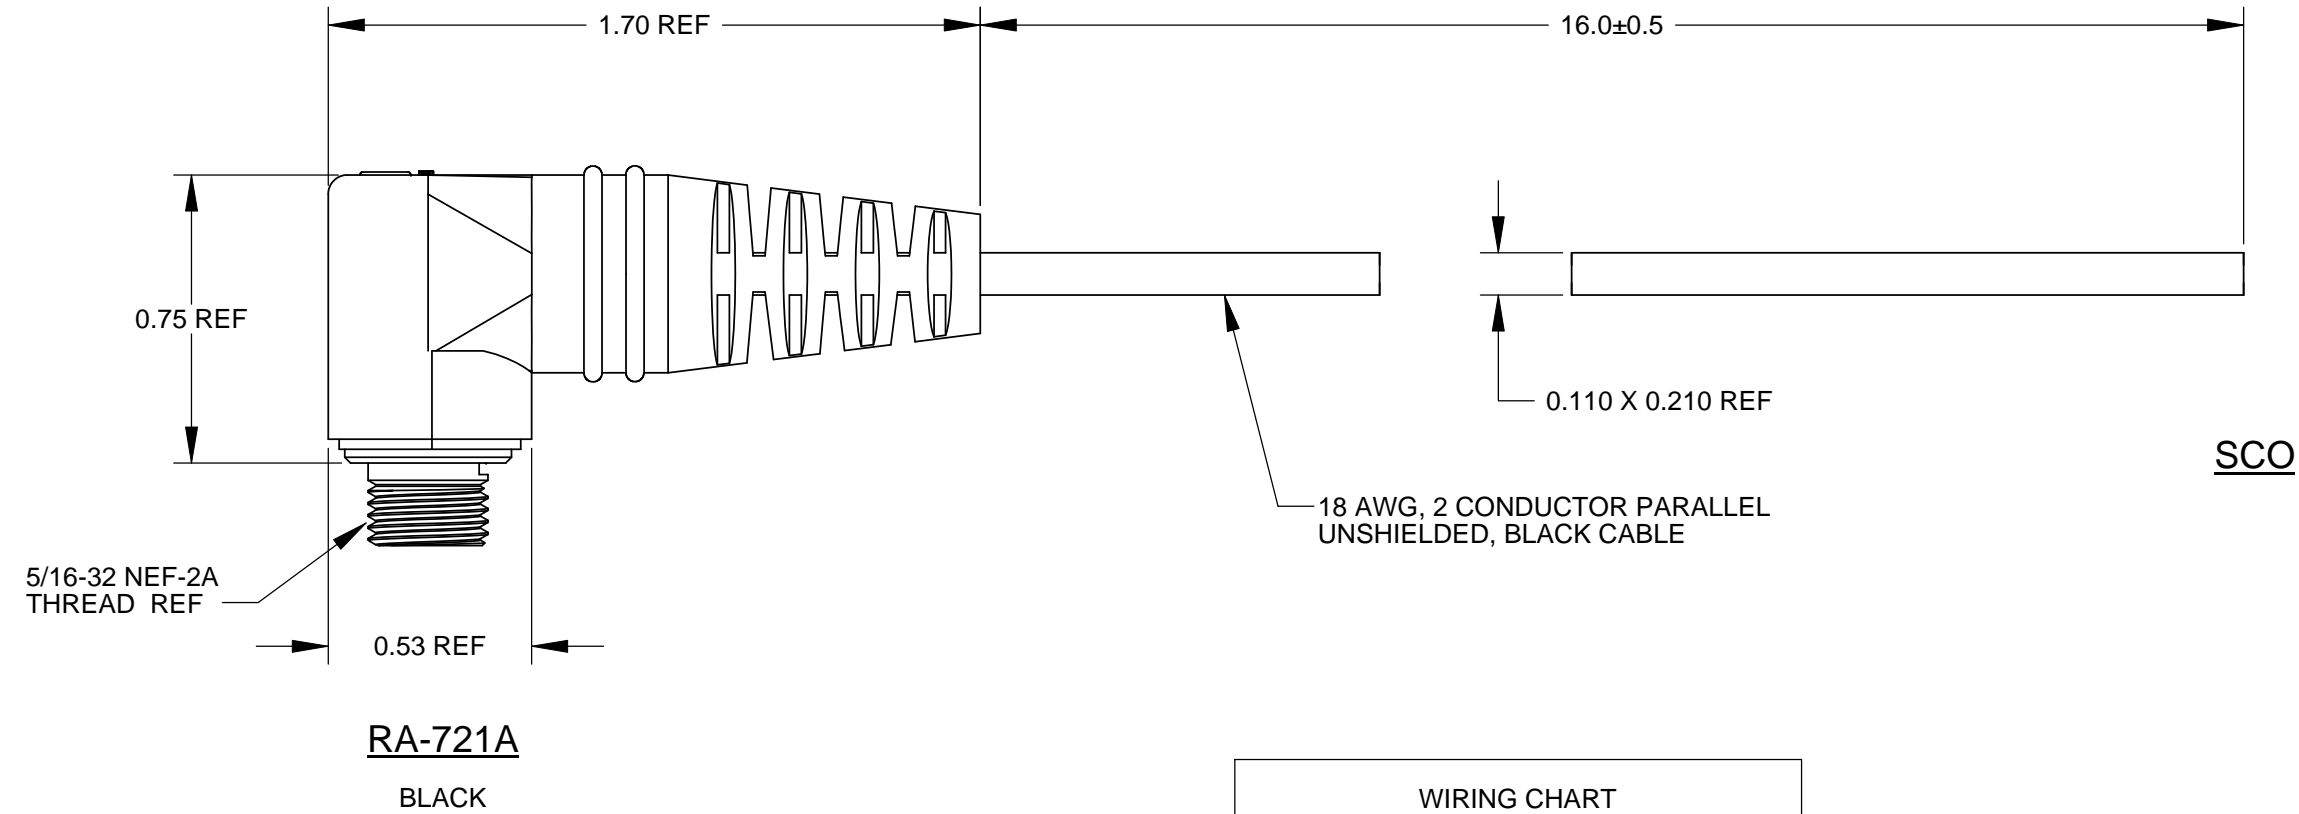 1.70 REF
16.0±0.5
0.75 REF
0.110 X 0.210 REF
SCO
18 AWG, 2 CONDUCTOR PARALLEL
UNSHIELDED, BLACK CABLE
5/16-32 NEF-2A
THREAD REF
0.53 REF
RA-721A
BLACK
WIRING CHART